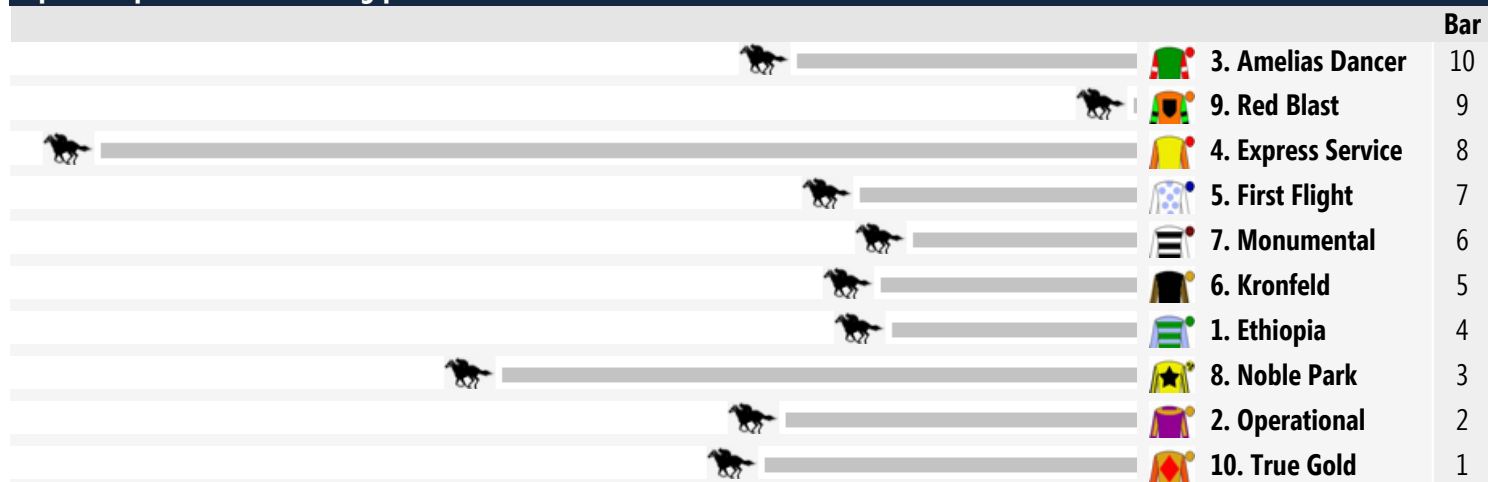 Bar
3. Amelias Dancer 10
9. Red Blast 9
4. Express Service 8
5. First Flight 7
7. Monumental 6
6. Kronfeld 5
1. Ethiopia 4
8. Noble Park 3
2. Operational 2
10. True Gold 1